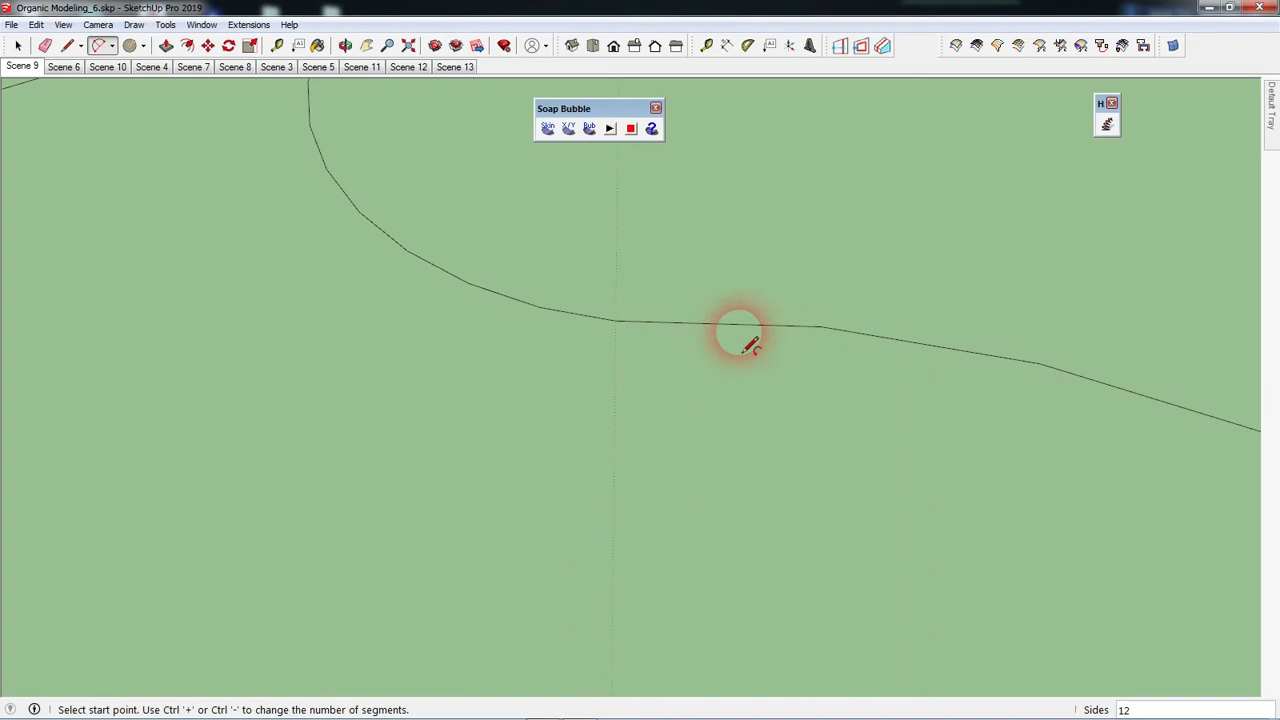 Organic Modeling_6.skp - SketchUp Pro 2019
File Edit View Camera Draw Tools Window Extensions Help
Scene 9 Scene 6 Scene 10 Scene 4 Scene 7 Scene 8 Scene 3 Scene 5 Scene 11 Scene 12 Scene 13
Soap Bubble
Skin X/Y Bub
H
Default Tray
Select start point. Use Ctrl '+' or Ctrl '-' to change the number of segments.
Sides 12